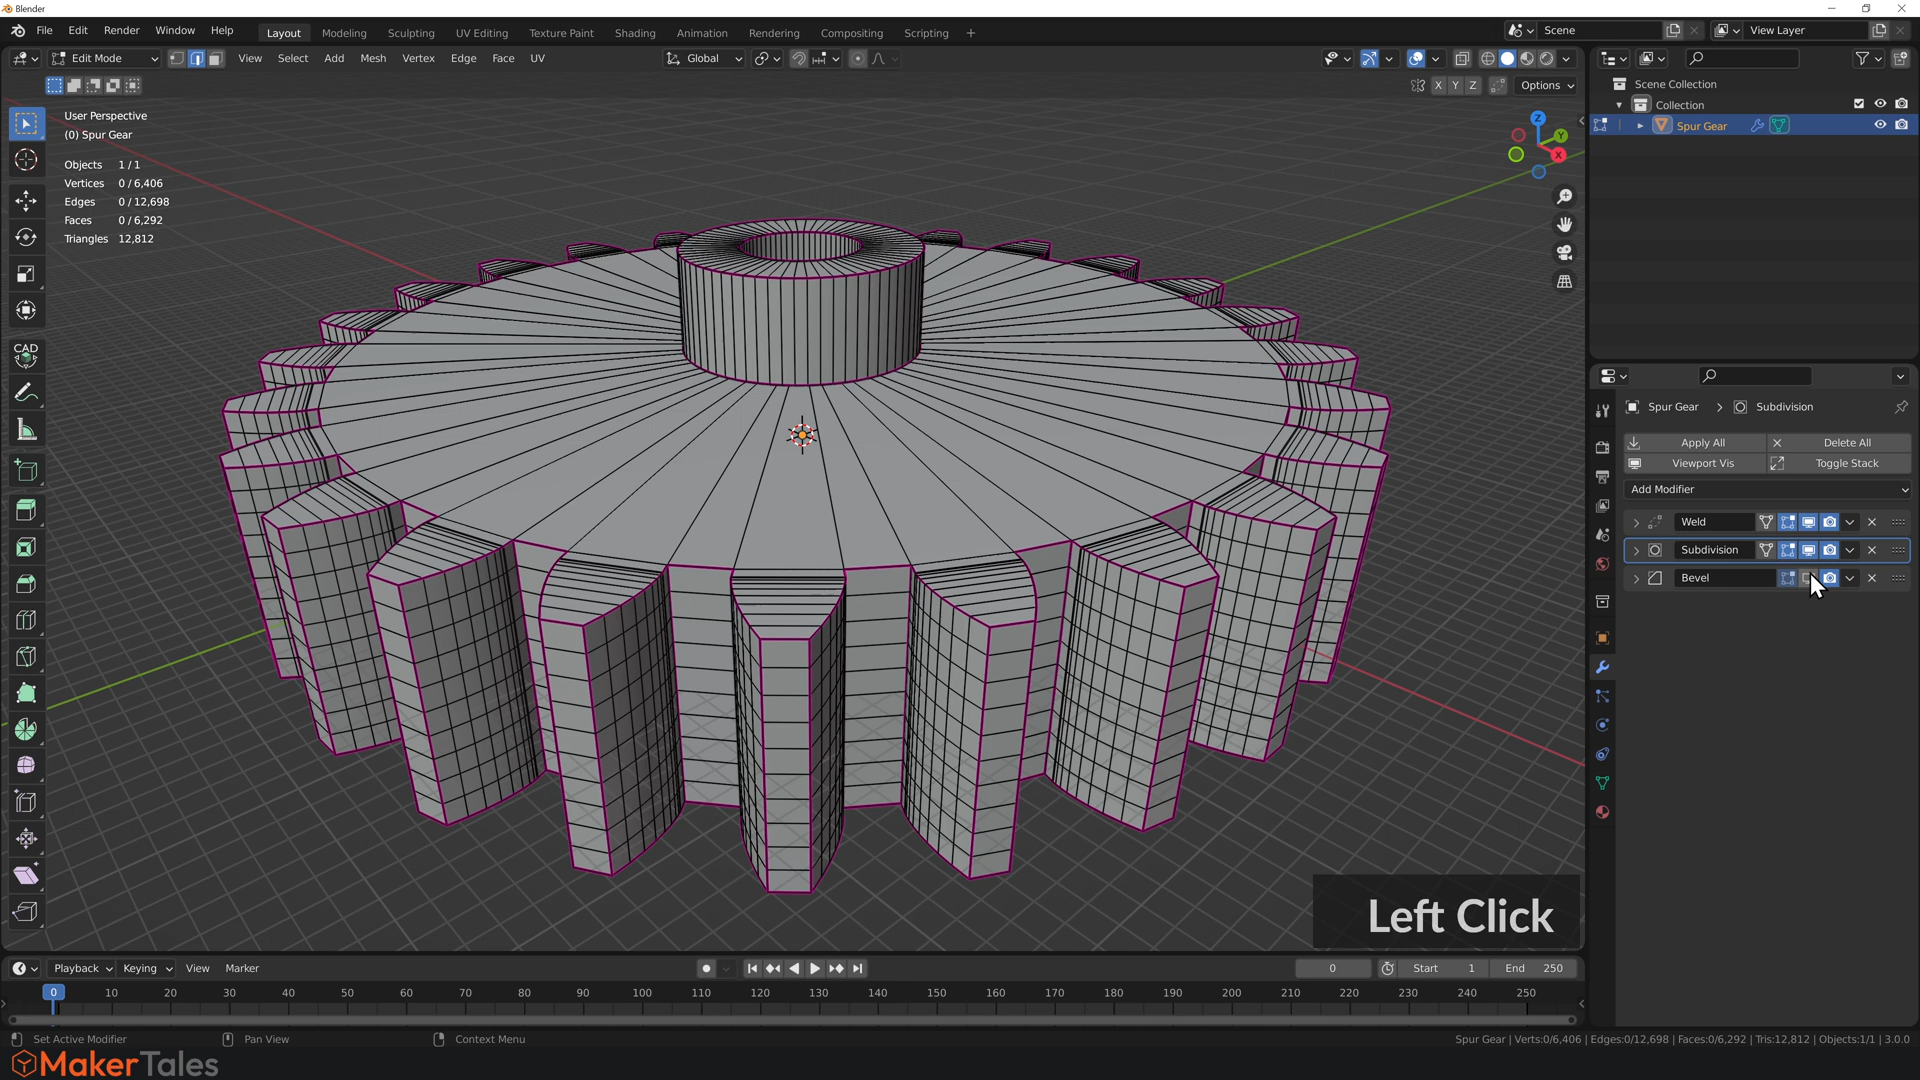 Blender
File Edit Render Window Help
Layout Modeling Sculpting UV Editing Texture Paint Shading Animation Rendering Compositing Scripting +
Scene
View Layer
Edit Mode
View Select Add Mesh Vertex Edge Face UV
Global
X Y Z
Options
User Perspective
(0) Spur Gear
Objects 1/1
Vertices 0/6,406
Edges 0/12,698
Faces 0/6,292
Triangles 12,812
CAD
Z
Y
X
Scene Collection
Collection
Spur Gear
Spur Gear > Subdivision
Apply All
Delete All
Viewport Vis
Toggle Stack
Add Modifier
Weld
Subdivision
Bevel
Left Click
Playback Keying View Marker
0
Start 1
End 250
0 10 20 30 40 50 60 70 80 90 100 110 120 130 140 150 160 170 180 190 200 210 220 230 240 250
Set Active Modifier
Pan View
Context Menu
Spur Gear | Verts:0/6,406 | Edges:0/12,698 | Faces:0/6,292 | Tris:12,812 | Objects:1/1 | 3.0.0
MakerTales